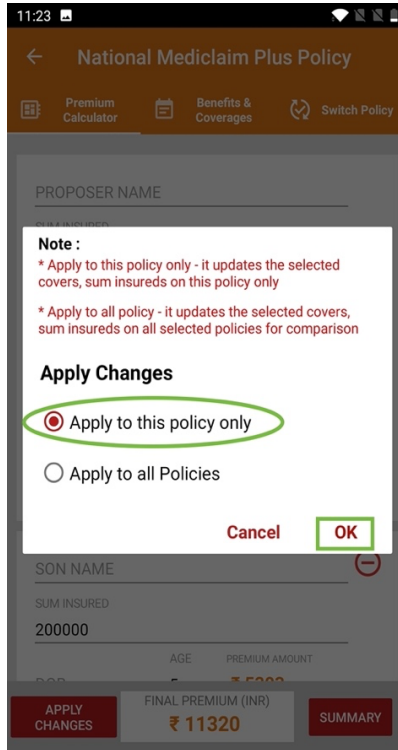 11:23
National Mediclaim Plus Policy
Premium
Calculator
Benefits &
Coverages
Switch Policy
PROPOSER NAME
SUM INSURED
Note :
* Apply to this policy only - it updates the selected
covers, sum insureds on this policy only
* Apply to all policy - it updates the selected covers,
sum insureds on all selected policies for comparison
Apply Changes
Apply to this policy only
Apply to all Policies
Cancel
OK
SON NAME
SUM INSURED
200000
AGE
PREMIUM AMOUNT
APPLY
CHANGES
FINAL PREMIUM (INR)
₹ 11320
SUMMARY